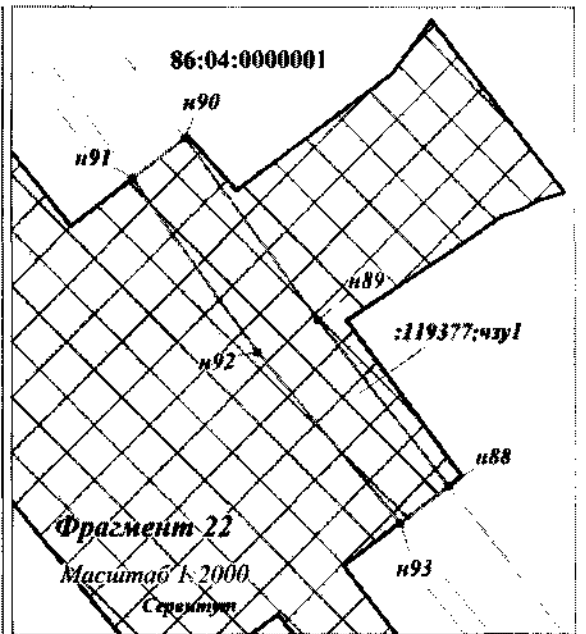 86:04:0000001
н90
н91
н89
:119377;чзу1
н92
н88
Фрагмент 22
н93
Масштаб 1:2000
Сервитут